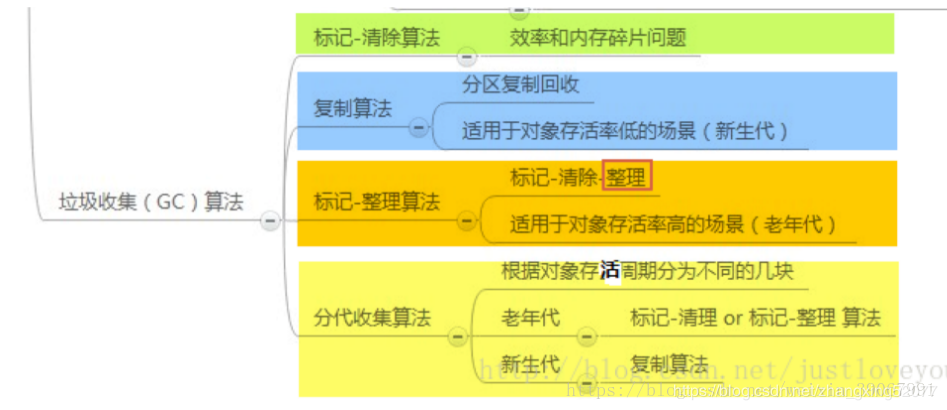 标记-清除算法
效率和内存碎片问题
复制算法
分区复制回收
适用于对象存活率低的场景（新生代）
垃圾收集（GC）算法
标记-整理算法
标记-清除-整理
适用于对象存活率高的场景（老年代）
分代收集算法
根据对象存活周期分为不同的几块
老年代
标记-清理 or 标记-整理 算法
新生代
复制算法
http://blog.csdn.net/justloveyou